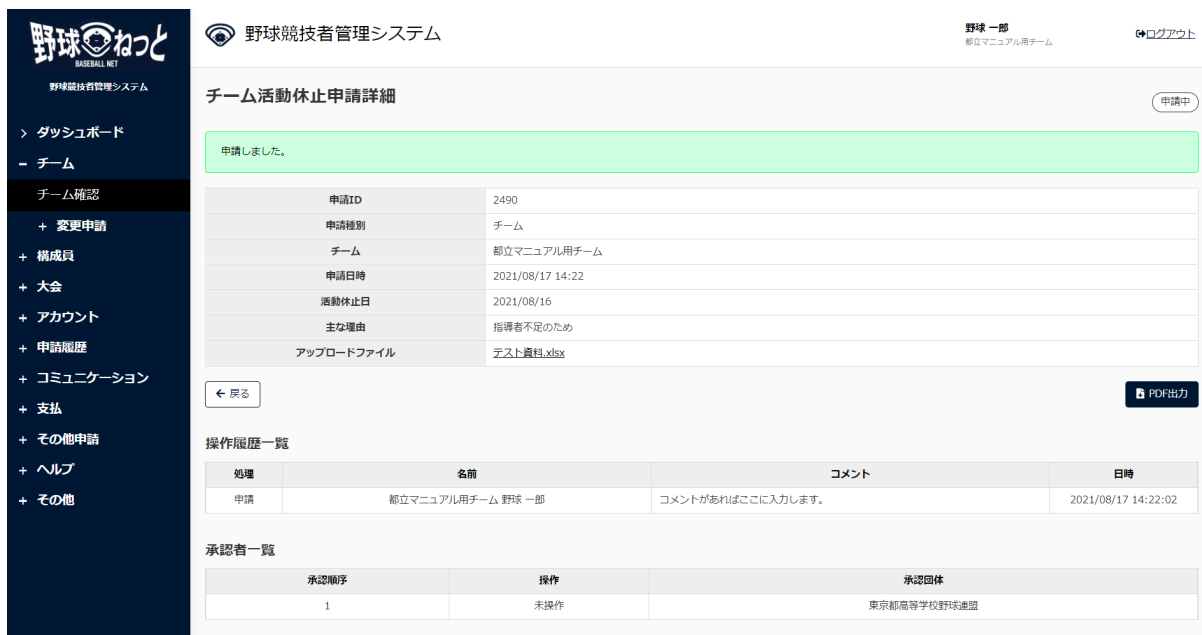 野球ねっと
BASEBALL NET
野球競技者管理システム
ダッシュボード
チーム
チーム確認
変更申請
構成員
大会
アカウント
申請履歴
コミュニケーション
支払
その他申請
ヘルプ
その他
野球競技者管理システム
野球 一郎
都立マニュアル用チーム
ログアウト
チーム活動休止申請詳細
申請中
申請しました。
申請ID 2490
申請種別 チーム
チーム 都立マニュアル用チーム
申請日時 2021/08/17 14:22
活動休止日 2021/08/16
主な理由 指導者不足のため
アップロードファイル テスト資料.xlsx
戻る
PDF出力
操作履歴一覧
処理 名前 コメント 日時
申請 都立マニュアル用チーム 野球 一郎 コメントがあればここに入力します。 2021/08/17 14:22:02
承認者一覧
承認順序 操作 承認団体
1 未操作 東京都高等学校野球連盟